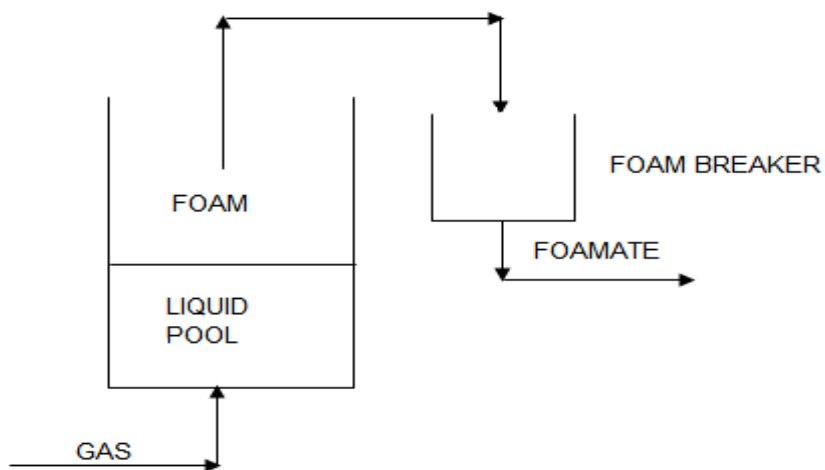 FOAM BREAKER
FOAM
FOAMATE
LIQUID
POOL
GAS